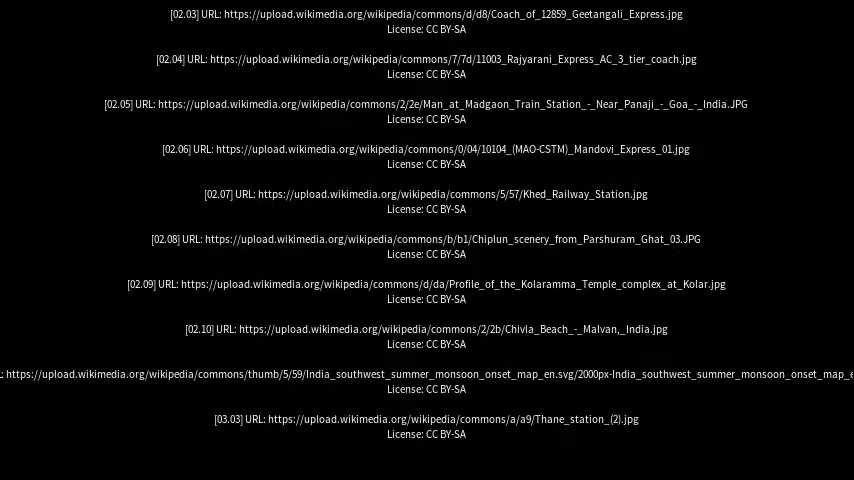 [02.03] URL: https://upload.wikimedia.org/wikipedia/commons/d/d8/Coach_of_12859_Geetangali_Express.jpg
License: CC BY-SA
[02.04] URL: https://upload.wikimedia.org/wikipedia/commons/7/7d/11003_Rajyarani_Express_AC_3_tier_coach.jpg
License: CC BY-SA
[02.05] URL: https://upload.wikimedia.org/wikipedia/commons/2/2e/Man_at_Madgaon_Train_Station_-_Near_Panaji_-_Goa_-_India.JPG
License: CC BY-SA
[02.06] URL: https://upload.wikimedia.org/wikipedia/commons/0/04/10104_(MAO-CSTM)_Mandovi_Express_01.jpg
License: CC BY-SA
[02.07] URL: https://upload.wikimedia.org/wikipedia/commons/5/57/Khed_Railway_Station.jpg
License: CC BY-SA
[02.08] URL: https://upload.wikimedia.org/wikipedia/commons/b/b1/Chiplun_scenery_from_Parshuram_Ghat_03.JPG
License: CC BY-SA
[02.09] URL: https://upload.wikimedia.org/wikipedia/commons/d/da/Profile_of_the_Kolaramma_Temple_complex_at_Kolar.jpg
License: CC BY-SA
[02.10] URL: https://upload.wikimedia.org/wikipedia/commons/2/2b/Chivla_Beach_-_Malvan,_India.jpg
License: CC BY-SA
: https://upload.wikimedia.org/wikipedia/commons/thumb/5/59/India_southwest_summer_monsoon_onset_map_en.svg/2000px-India_southwest_summer_monsoon_onset_map_e
License: CC BY-SA
[03.03] URL: https://upload.wikimedia.org/wikipedia/commons/a/a9/Thane_station_(2).jpg
License: CC BY-SA